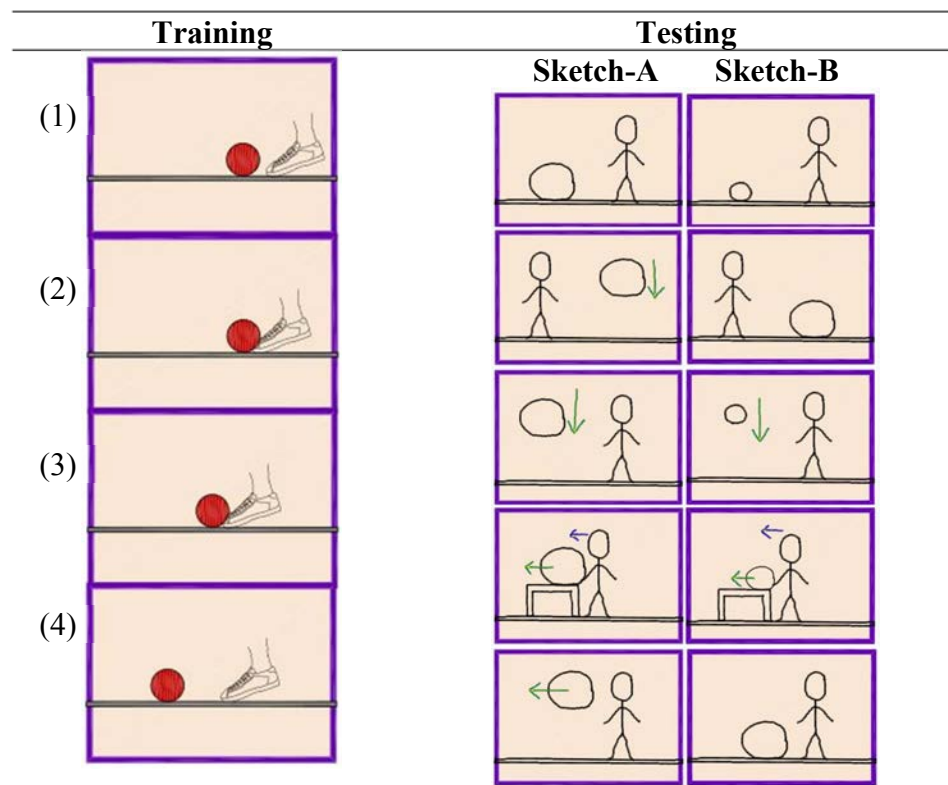 Training Testing
Sketch-A Sketch-B
(1)
(2)
(3)
(4)